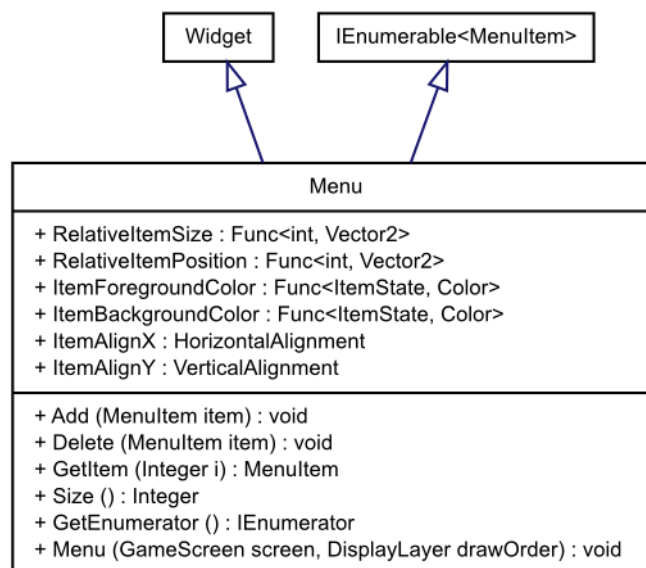 Widget
IEnumerable<MenuItem>
Menu
+ RelativeItemSize : Func<int, Vector2>
+ RelativeItemPosition : Func<int, Vector2>
+ ItemForegroundColor : Func<ItemState, Color>
+ ItemBackgroundColor : Func<ItemState, Color>
+ ItemAlignX : HorizontalAlignment
+ ItemAlignY : VerticalAlignment
+ Add (MenuItem item) : void
+ Delete (MenuItem item) : void
+ GetItem (Integer i) : MenuItem
+ Size () : Integer
+ GetEnumerator () : IEnumerator
+ Menu (GameScreen screen, DisplayLayer drawOrder) : void